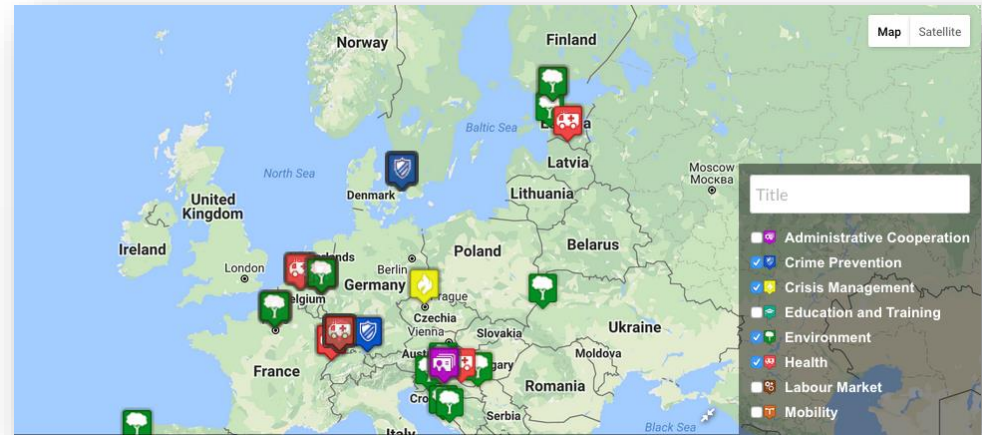 Norway
Finland
Map
Satellite
Baltic Sea
Latvia
Moscow
Москва
North Sea
Denmark
Lithuania
Title
United
Kingdom
Ireland
London
Berlin
Poland
Belarus
Germany
Czechia
Vienna
Slovakia
Ukraine
Moldova
France
Romania
Serbia
Italy
Black Sea
Administrative Cooperation
Crime Prevention
Crisis Management
Education and Training
Environment
Health
Labour Market
Mobility